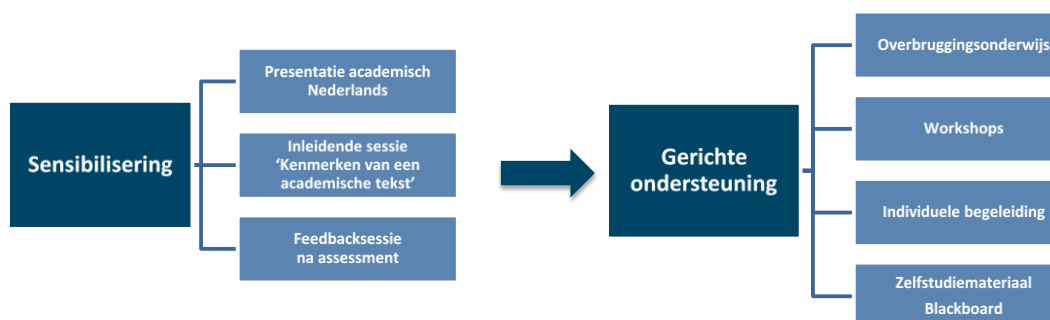 Sensibilisering
Presentatie academisch
Nederlands
Inleidende sessie
‘Kenmerken van een
academische tekst’
Feedbacksessie
na assessment
Gerichte
ondersteuning
Overbruggingsonderwijs
Workshops
Individuele begeleiding
Zelfstudiemateriaal
Blackboard